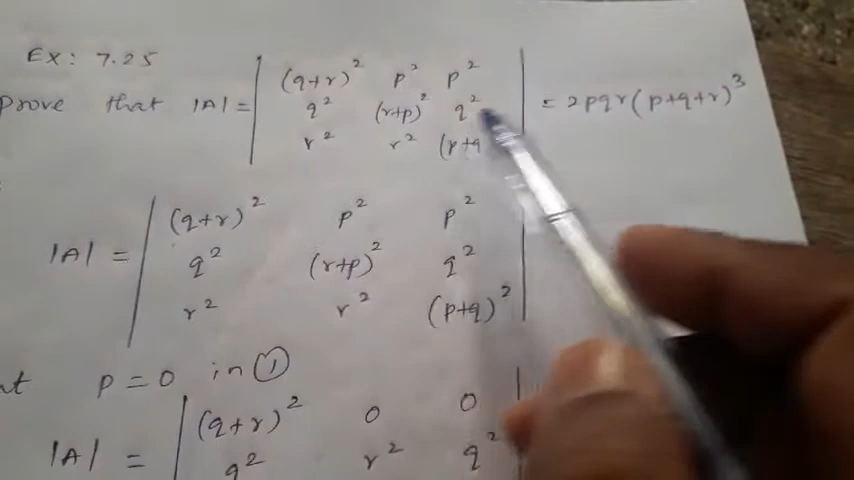 Ex: 7.25
prove that |A| = | (q+r)² p² p² |
| q² (r+p)² q² | = 2pqr(p+q+r)³
| r² r² (p+q |
|A| = | (q+r)² p² p² |
| q² (r+p)² q² |
| r² r² (p+q)² |
p = 0 in ①
|A| = | (q+r)² 0 0 |
| q² r² q² |